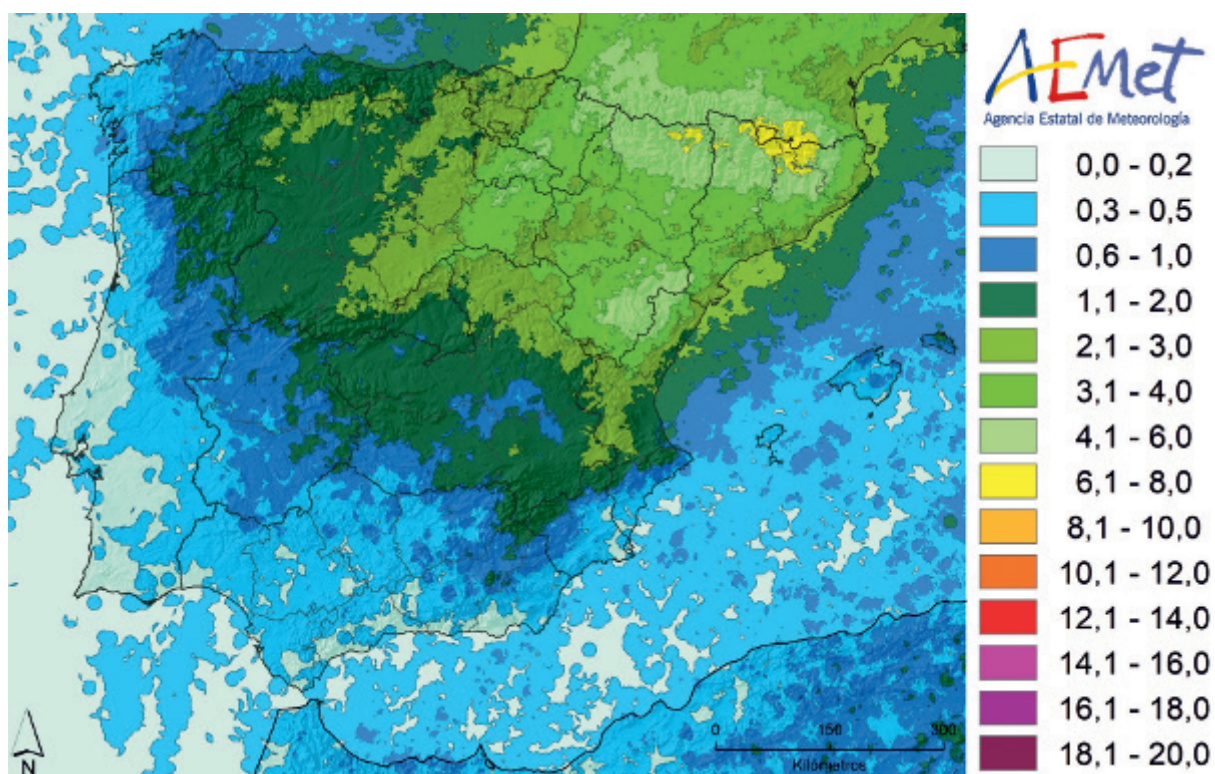 AEMet
Agencia Estatal de Meteorología
0,0 - 0,2
0,3 - 0,5
0,6 - 1,0
1,1 - 2,0
2,1 - 3,0
3,1 - 4,0
4,1 - 6,0
6,1 - 8,0
8,1 - 10,0
10,1 - 12,0
12,1 - 14,0
14,1 - 16,0
16,1 - 18,0
18,1 - 20,0
N
0 150 300
Kilómetros